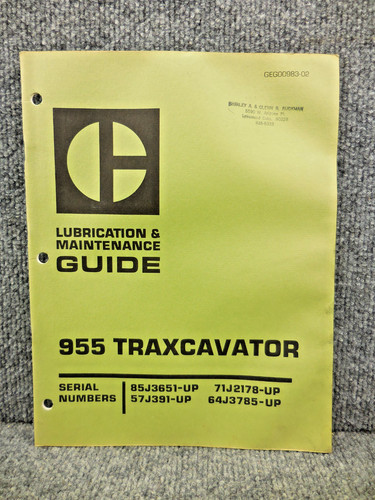 GEG00983-02
LUBRICATION &
MAINTENANCE
GUIDE
955 TRAXCAVATOR
SERIAL
NUMBERS
85J3651-UP 71J2178-UP
57J391-UP 64J3785-UP